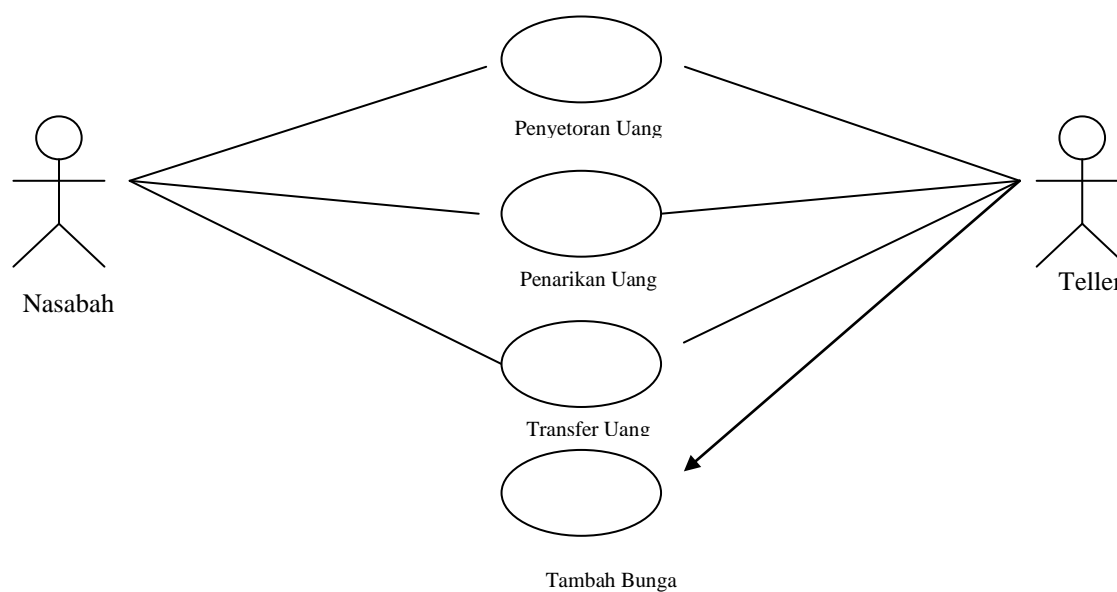 Penyetoran Uang
Penarikan Uang
Nasabah
Teller
Transfer Uang
Tambah Bunga